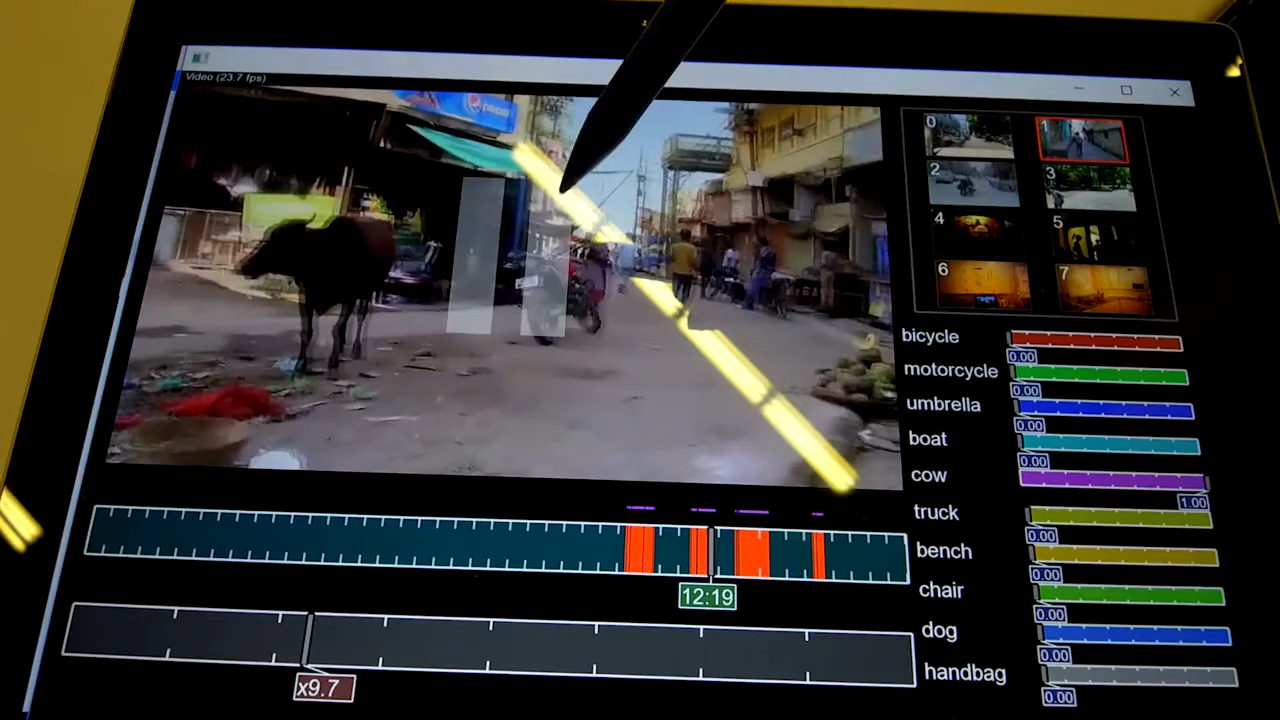 Video (23.7 fps)
pepsi
0
1
2
3
4
5
6
7
bicycle
0.00
motorcycle
0.00
umbrella
0.00
boat
0.00
cow
1.00
truck
0.00
bench
0.00
chair
0.00
dog
0.00
handbag
0.00
12:19
x9.7